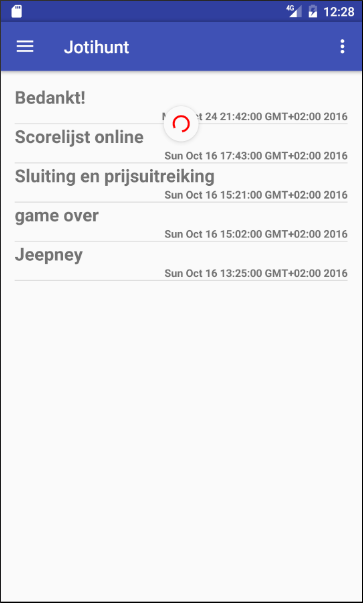 4G 12:28
Jotihunt
Bedankt!
Oct 24 21:42:00 GMT+02:00 2016
Scorelijst online
Sun Oct 16 17:43:00 GMT+02:00 2016
Sluiting en prijsuitreiking
Sun Oct 16 15:21:00 GMT+02:00 2016
game over
Sun Oct 16 15:02:00 GMT+02:00 2016
Jeepney
Sun Oct 16 13:25:00 GMT+02:00 2016